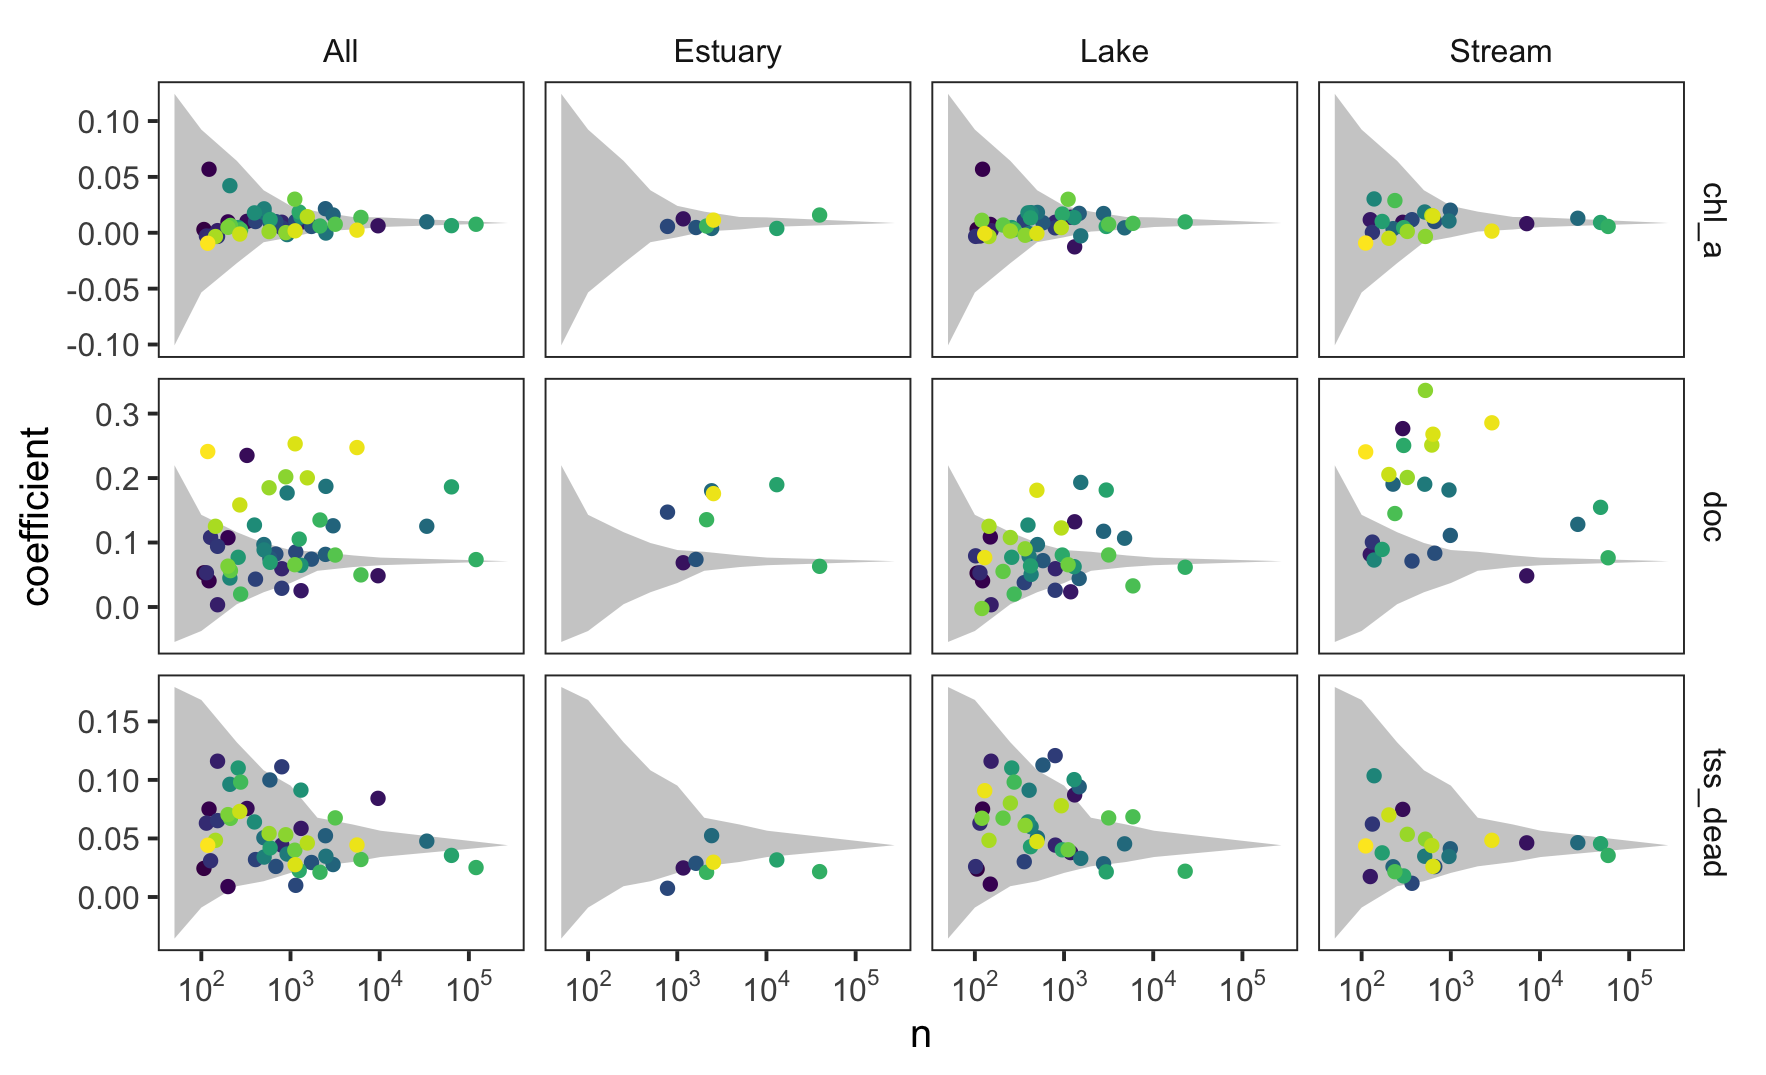 All Estuary Lake Stream
0.10
0.05
0.00
-0.05
-0.10
chl_a
0.3
0.2
0.1
0.0
doc
0.15
0.10
0.05
0.00
tss_dead
coefficient
10² 10³ 10⁴ 10⁵ 10² 10³ 10⁴ 10⁵ 10² 10³ 10⁴ 10⁵ 10² 10³ 10⁴ 10⁵
n